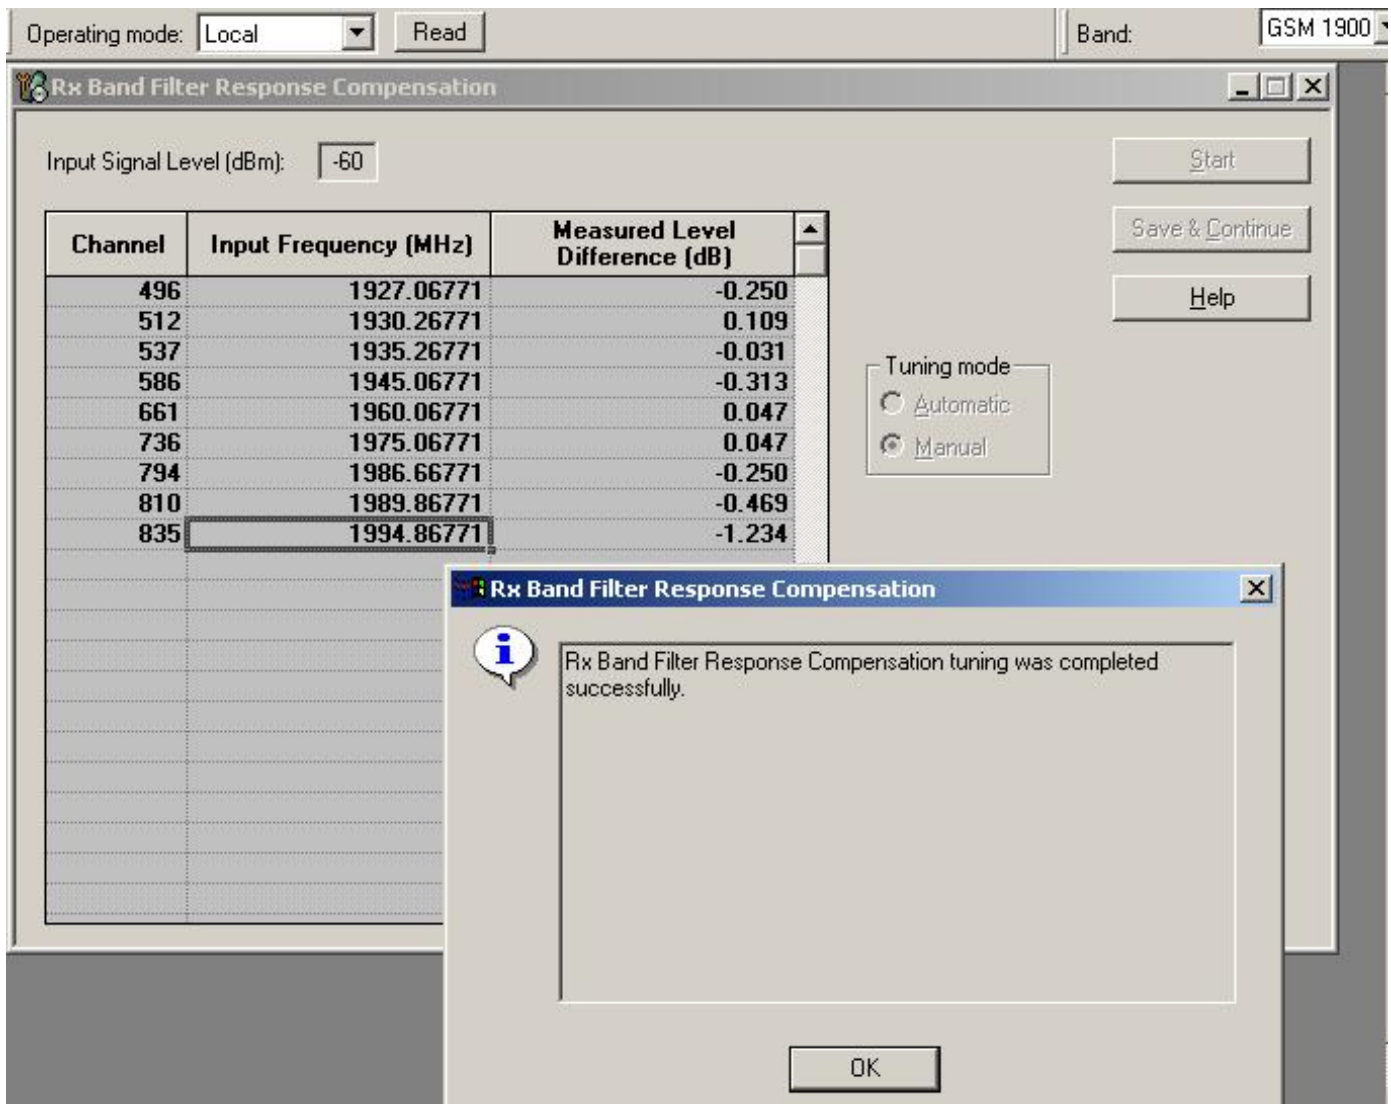 Operating mode: Local Read Band: GSM 1900
Rx Band Filter Response Compensation
Input Signal Level (dBm): -60
Start
Save & Continue
Help
Channel Input Frequency (MHz) Measured Level Difference (dB)
496 1927.06771 -0.250
512 1930.26771 0.109
537 1935.26771 -0.031
586 1945.06771 -0.313
661 1960.06771 0.047
736 1975.06771 0.047
794 1986.66771 -0.250
810 1989.86771 -0.469
835 1994.86771 -1.234
Tuning mode
Automatic
Manual
Rx Band Filter Response Compensation
Rx Band Filter Response Compensation tuning was completed
successfully.
OK